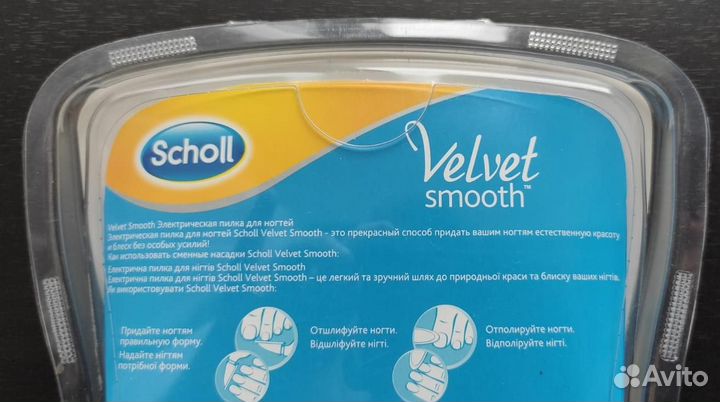 Scholl
Velvet
smooth™
Velvet Smooth Электрическая пилка для ногтей
Электрическая пилка для ногтей Scholl Velvet Smooth – это прекрасный способ придать вашим ногтям естественную красоту
и блеск без особых усилий!
Как использовать сменные насадки Scholl Velvet Smooth:
Електрична пилка для нігтів Scholl Velvet Smooth
Електрична пилка для нігтів Scholl Velvet Smooth – це легкий та зручний шлях до природньої краси та блиску ваших нігтів.
Як використовувати Scholl Velvet Smooth:
Придайте ногтям
правильную форму.
Надайте нігтям
потрібної форми.
Отшлифуйте ногти.
Відшліфуйте нігті.
Отполируйте ногти.
Відполіруйте нігті.
Avito